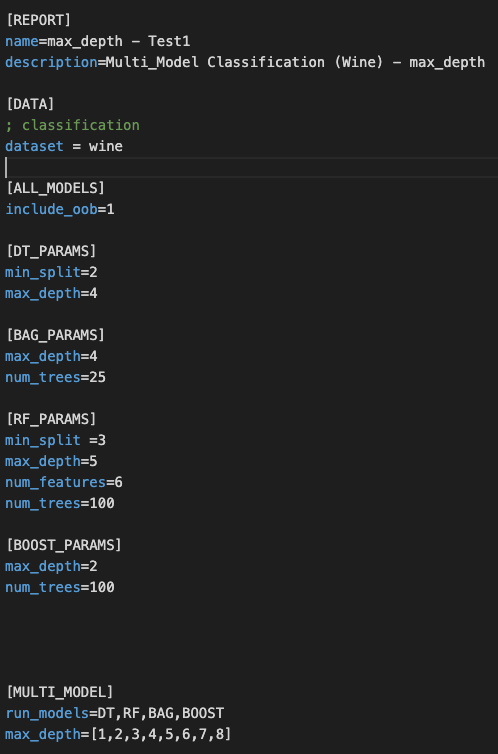 [REPORT]
name=max_depth - Test1
description=Multi_Model Classification (Wine) - max_depth
[DATA]
; classification
dataset = wine
[ALL_MODELS]
include_oob=1
[DT_PARAMS]
min_split=2
max_depth=4
[BAG_PARAMS]
max_depth=4
num_trees=25
[RF_PARAMS]
min_split =3
max_depth=5
num_features=6
num_trees=100
[BOOST_PARAMS]
max_depth=2
num_trees=100
[MULTI_MODEL]
run_models=DT,RF,BAG,BOOST
max_depth=[1,2,3,4,5,6,7,8]